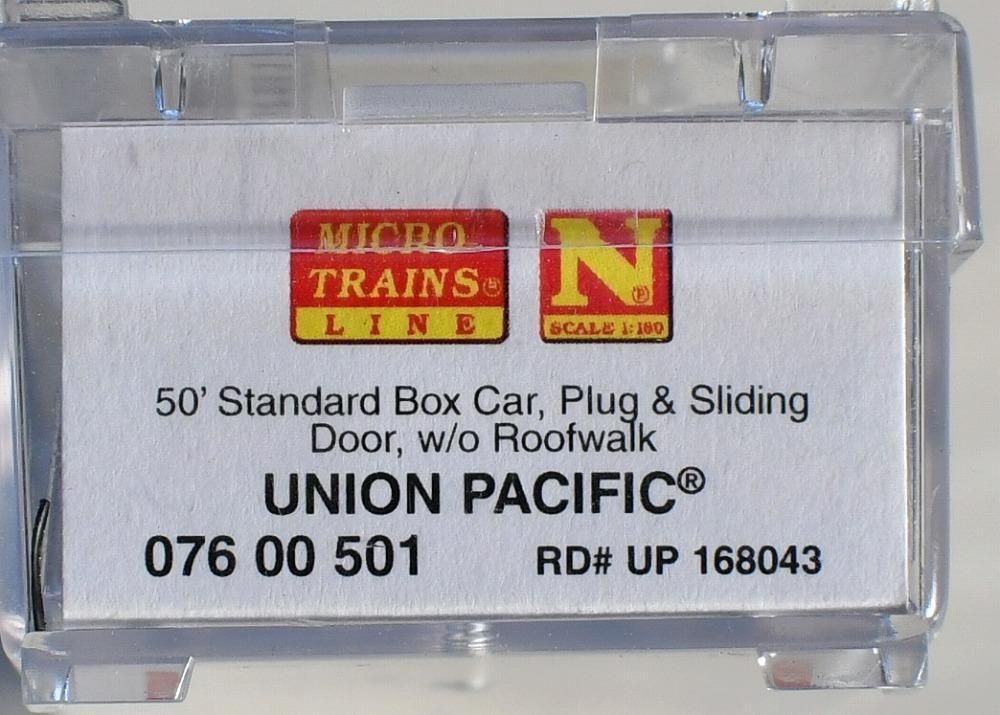 MICRO
TRAINS®
LINE
N
SCALE 1:160
50' Standard Box Car, Plug & Sliding
Door, w/o Roofwalk
UNION PACIFIC®
076 00 501 RD# UP 168043